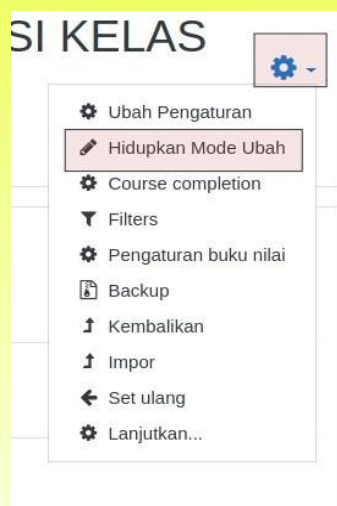 SI KELAS
Ubah Pengaturan
Hidupkan Mode Ubah
Course completion
Filters
Pengaturan buku nilai
Backup
Kembalikan
Impor
Set ulang
Lanjutkan...